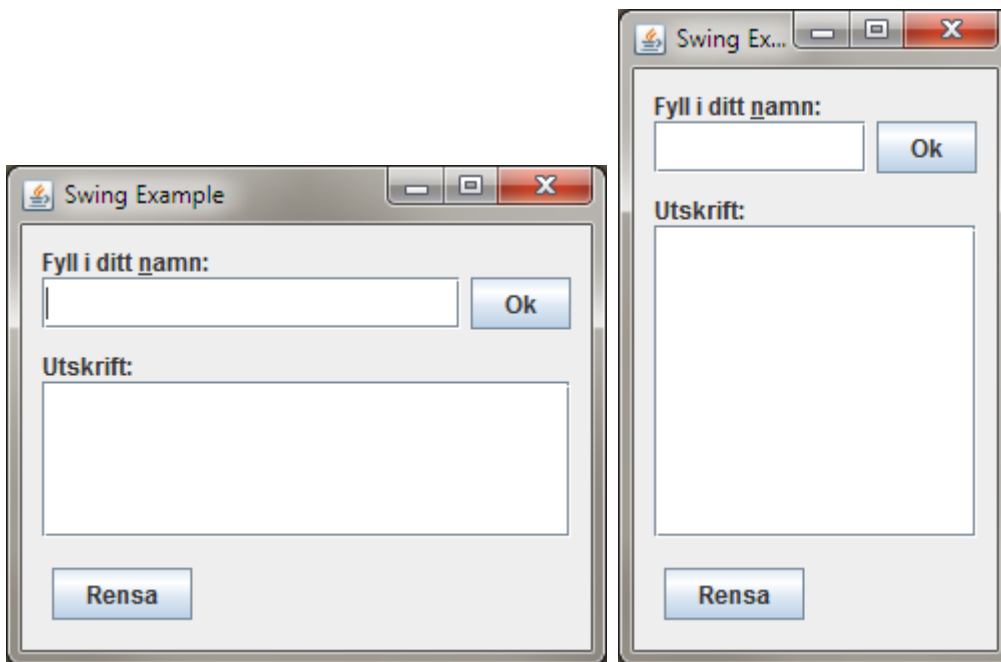 Swing Example
Fyll i ditt namn:
Ok
Utskrift:
Rensa
Swing Ex...
Fyll i ditt namn:
Ok
Utskrift:
Rensa